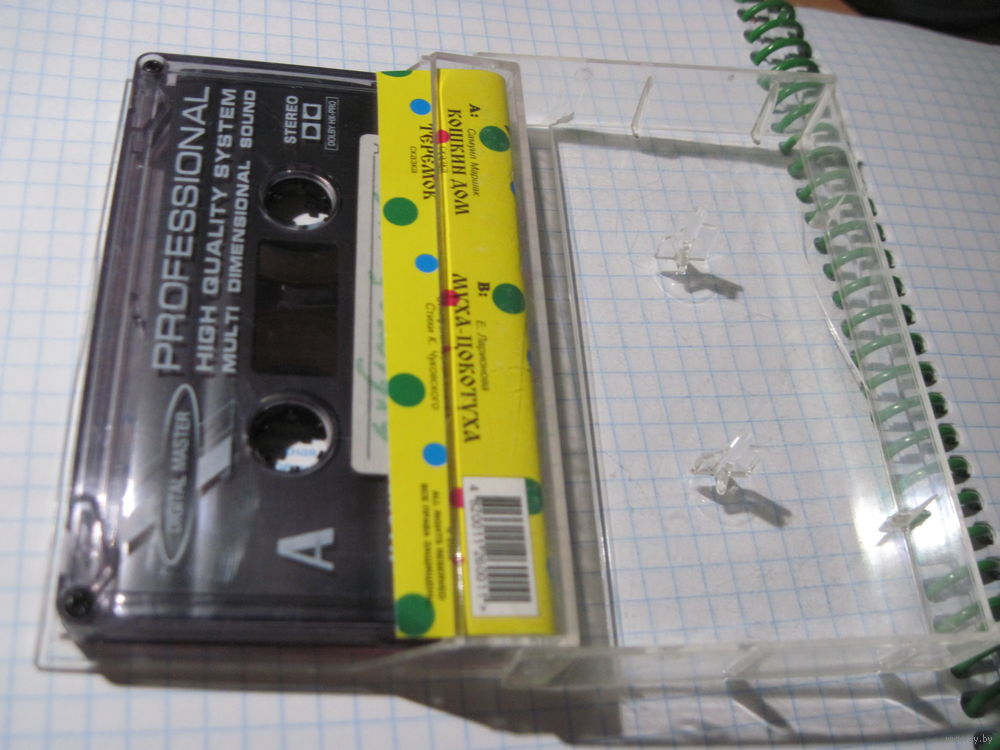 PROFESSIONAL
HIGH QUALITY SYSTEM
MULTI DIMENSIONAL SOUND
STEREO
DOLBY HX-PRO
DIGITAL MASTER
A
ТЕРЕМОК
сказка
Стихи К. Чуковского
ALL RIGHTS RESERVED
ВСЕ ПРАВА ЗАЩИЩЕНЫ
A:
Самуил Маршак
КОШКИН ДОМ
B:
Е. Ларионова
МУХА-ЦОКОТУХА